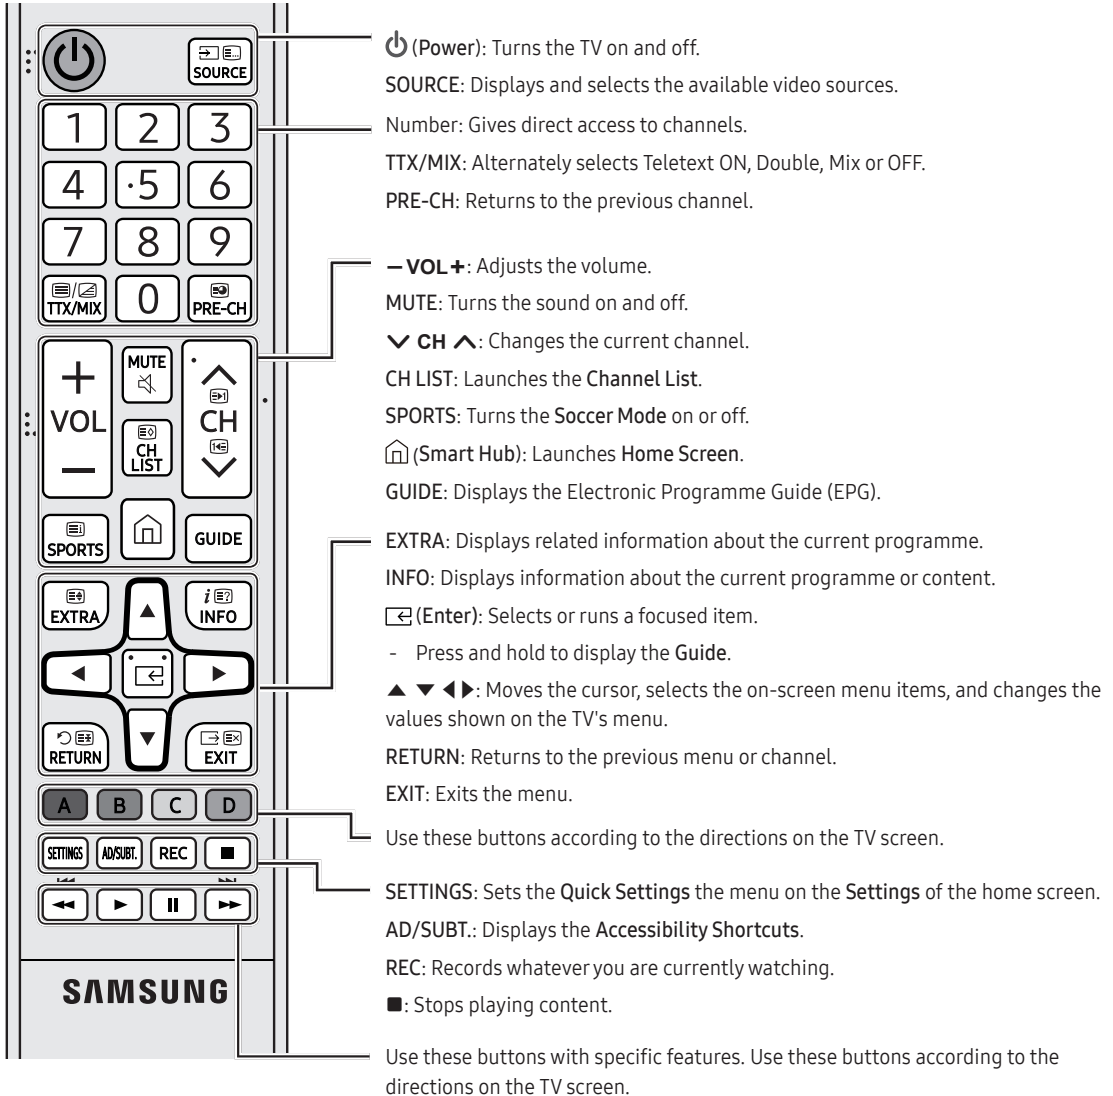 SOURCE
1 2 3
4 ·5 6
7 8 9
TTX/MIX 0 PRE-CH
+ MUTE
VOL CH
CH
LIST
−
SPORTS GUIDE
EXTRA i INFO
RETURN EXIT
A B C D
SETTINGS AD/SUBT. REC
SAMSUNG
(Power): Turns the TV on and off.
SOURCE: Displays and selects the available video sources.
Number: Gives direct access to channels.
TTX/MIX: Alternately selects Teletext ON, Double, Mix or OFF.
PRE-CH: Returns to the previous channel.
− VOL +: Adjusts the volume.
MUTE: Turns the sound on and off.
CH : Changes the current channel.
CH LIST: Launches the Channel List.
SPORTS: Turns the Soccer Mode on or off.
(Smart Hub): Launches Home Screen.
GUIDE: Displays the Electronic Programme Guide (EPG).
EXTRA: Displays related information about the current programme.
INFO: Displays information about the current programme or content.
(Enter): Selects or runs a focused item.
- Press and hold to display the Guide.
▲ ▼ ◀ ▶: Moves the cursor, selects the on-screen menu items, and changes the
values shown on the TV's menu.
RETURN: Returns to the previous menu or channel.
EXIT: Exits the menu.
Use these buttons according to the directions on the TV screen.
SETTINGS: Sets the Quick Settings the menu on the Settings of the home screen.
AD/SUBT.: Displays the Accessibility Shortcuts.
REC: Records whatever you are currently watching.
■: Stops playing content.
Use these buttons with specific features. Use these buttons according to the
directions on the TV screen.